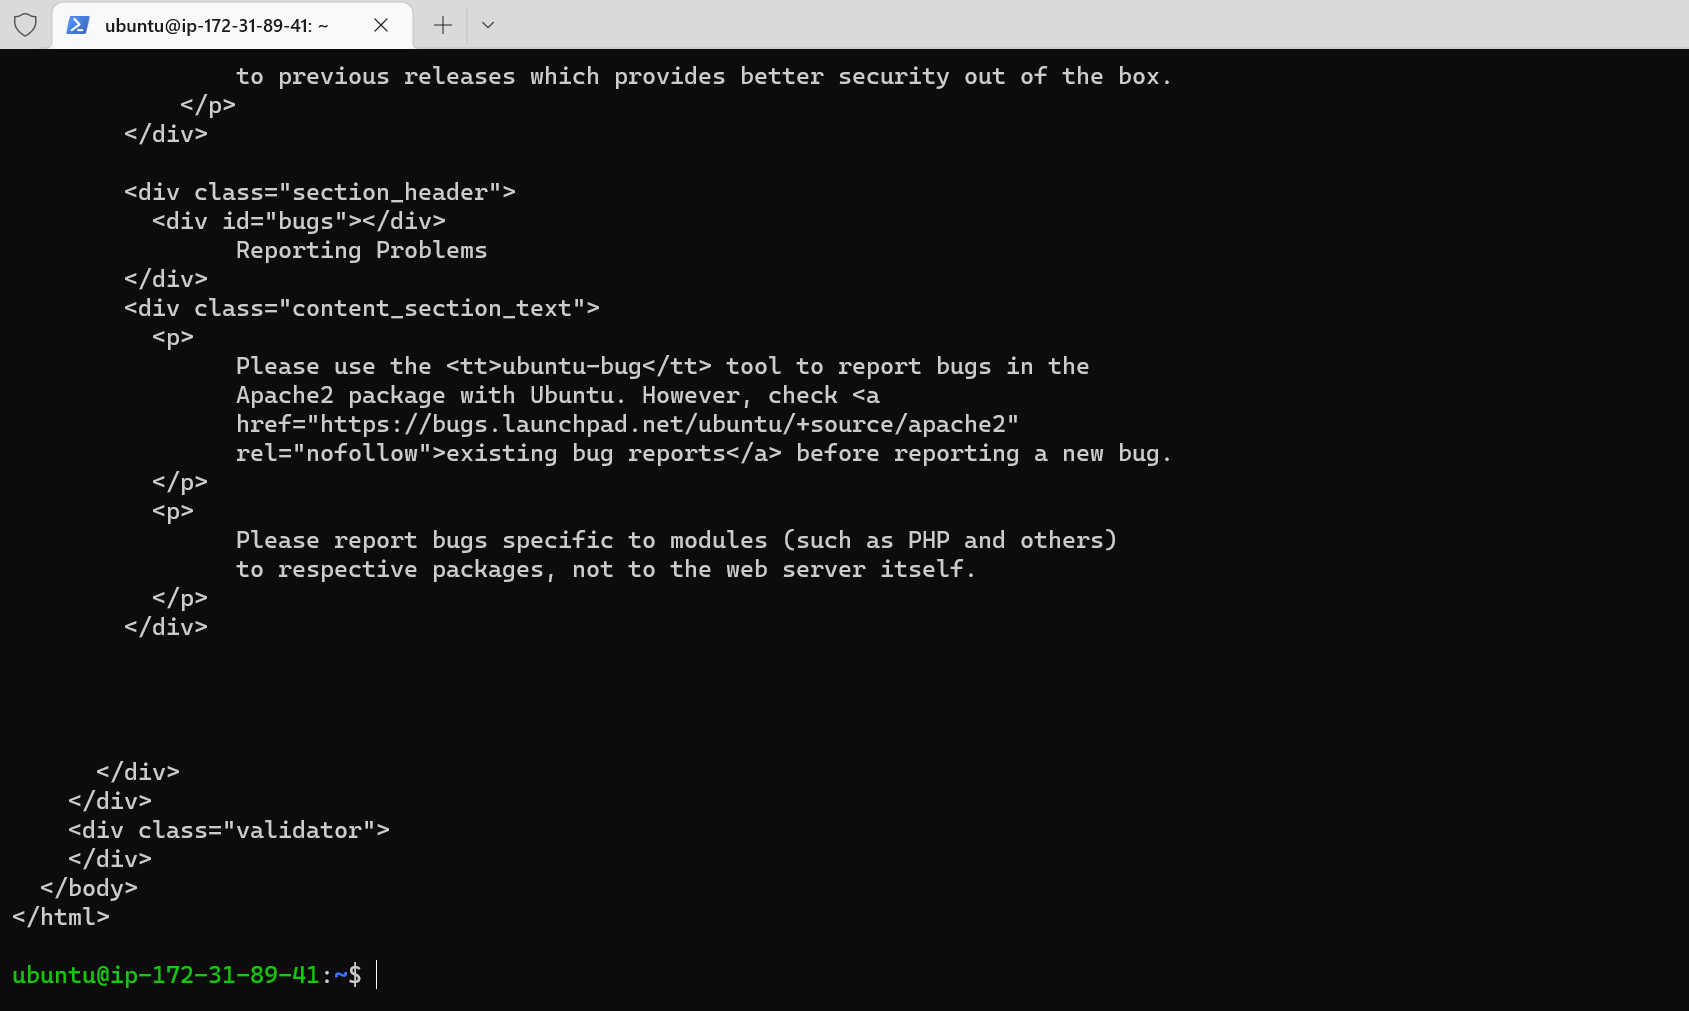 ubuntu@ip-172-31-89-41: ~
to previous releases which provides better security out of the box.
</p>
</div>
<div class="section_header">
<div id="bugs"></div>
Reporting Problems
</div>
<div class="content_section_text">
<p>
Please use the <tt>ubuntu-bug</tt> tool to report bugs in the
Apache2 package with Ubuntu. However, check <a
href="https://bugs.launchpad.net/ubuntu/+source/apache2"
rel="nofollow">existing bug reports</a> before reporting a new bug.
</p>
<p>
Please report bugs specific to modules (such as PHP and others)
to respective packages, not to the web server itself.
</p>
</div>
</div>
</div>
<div class="validator">
</div>
</body>
</html>
ubuntu@ip-172-31-89-41:~$